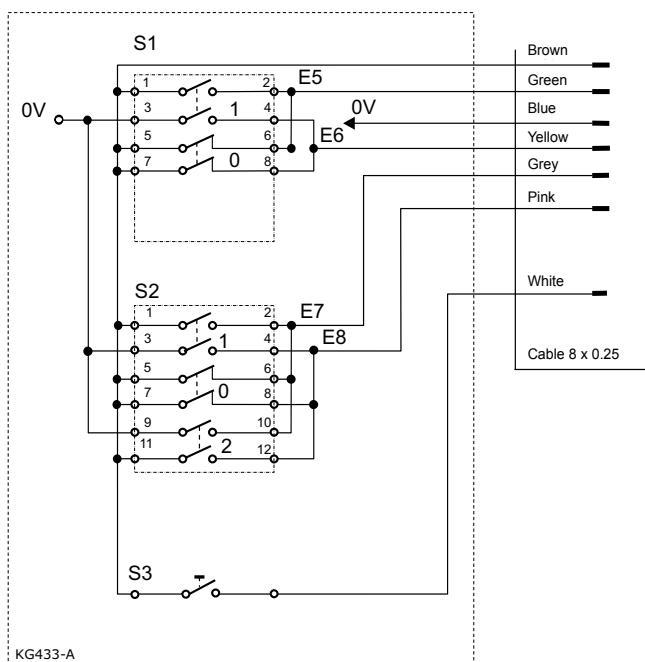 S1
Brown
1 2 E5
Green
0V
3 1 4
0V
Blue
5 6 E6
Yellow
7 0 8
Grey
Pink
S2
1 2 E7
White
3 1 4 E8
5 6
Cable 8 x 0.25
7 0 8
9 10
11 2 12
S3
KG433-A